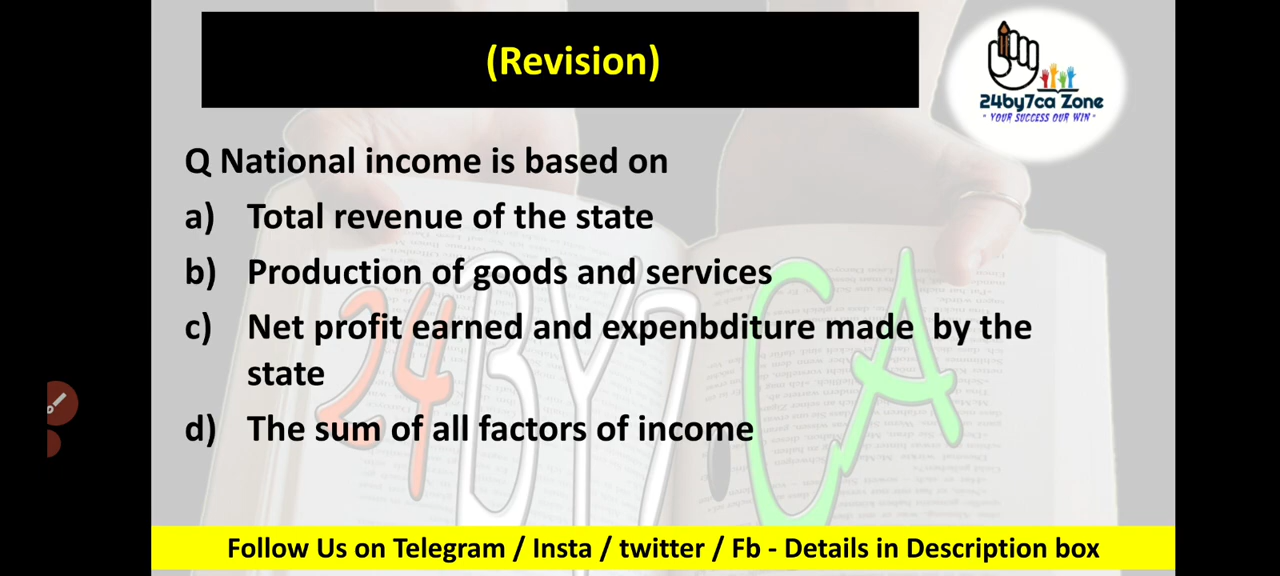 (Revision)
24by7ca Zone
" YOUR SUCCESS OUR WIN "
Q National income is based on
a) Total revenue of the state
b) Production of goods and services
c) Net profit earned and expenbditure made by the
state
d) The sum of all factors of income
24BY7.CA
Follow Us on Telegram / Insta / twitter / Fb - Details in Description box